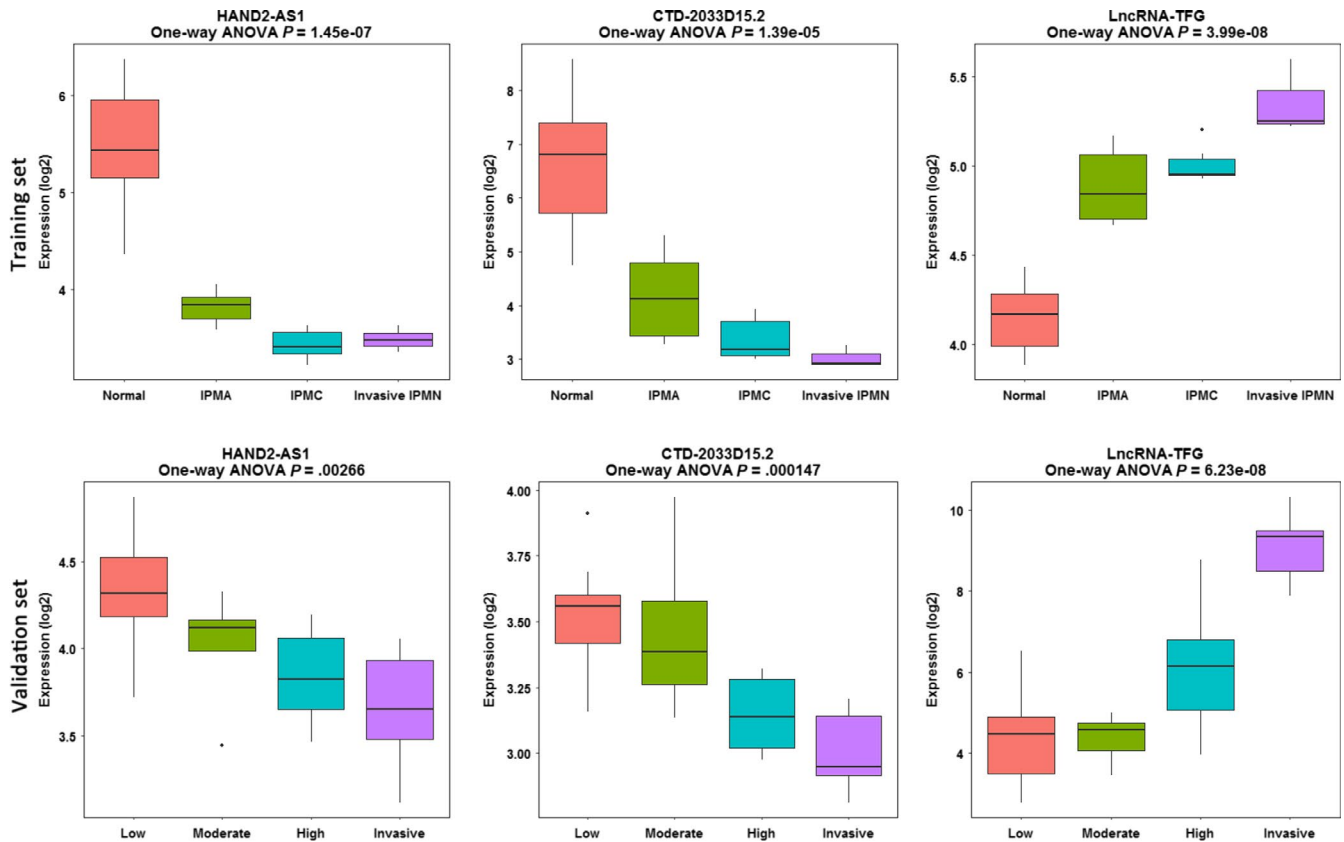 HAND2-AS1
One-way ANOVA P = 1.45e-07
Training set
Expression (log2)
6
5
4
Normal
IPMA
IPMC
Invasive IPMN
CTD-2033D15.2
One-way ANOVA P = 1.39e-05
Expression (log2)
8
7
6
5
4
3
Normal
IPMA
IPMC
Invasive IPMN
LncRNA-TFG
One-way ANOVA P = 3.99e-08
Expression (log2)
5.5
5.0
4.5
4.0
Normal
IPMA
IPMC
Invasive IPMN
HAND2-AS1
One-way ANOVA P = .00266
Validation set
Expression (log2)
4.5
4.0
3.5
Low
Moderate
High
Invasive
CTD-2033D15.2
One-way ANOVA P = .000147
Expression (log2)
4.00
3.75
3.50
3.25
3.00
Low
Moderate
High
Invasive
LncRNA-TFG
One-way ANOVA P = 6.23e-08
Expression (log2)
10
8
6
4
Low
Moderate
High
Invasive